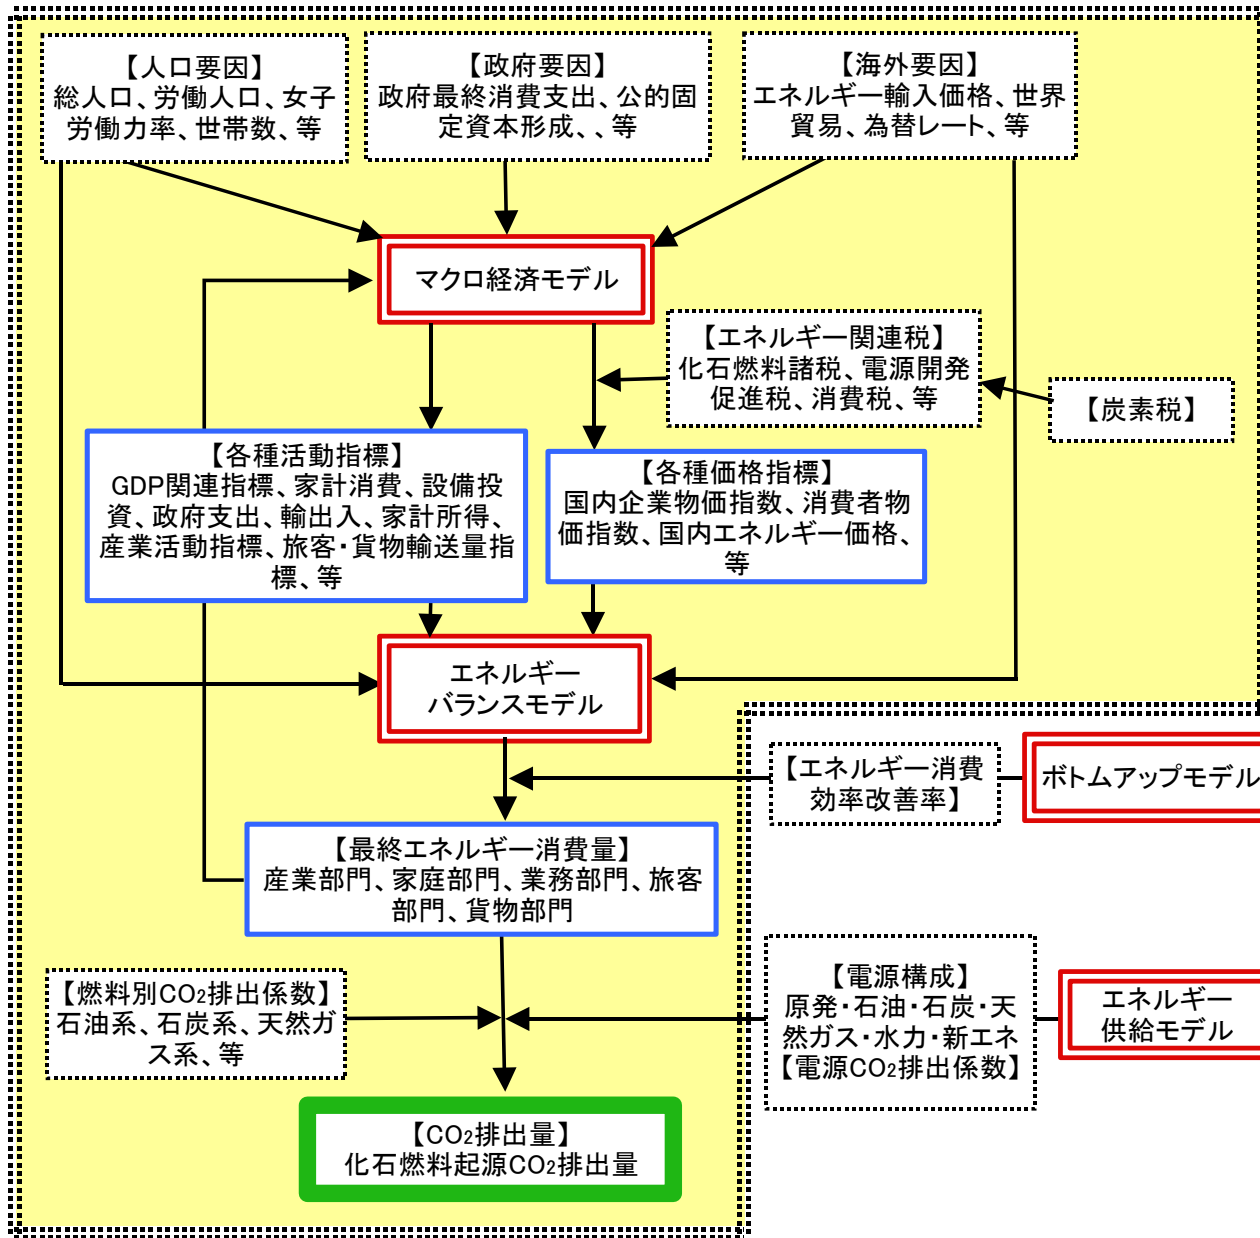 【人口要因】
総人口、労働人口、女子
労働力率、世帯数、等
【政府要因】
政府最終消費支出、公的固
定資本形成、、等
【海外要因】
エネルギー輸入価格、世界
貿易、為替レート、等
マクロ経済モデル
【エネルギー関連税】
化石燃料諸税、電源開発
促進税、消費税、等
【炭素税】
【各種活動指標】
GDP関連指標、家計消費、設備投
資、政府支出、輸出入、家計所得、
産業活動指標、旅客・貨物輸送量指
標、等
【各種価格指標】
国内企業物価指数、消費者物
価指数、国内エネルギー価格、
等
エネルギー
バランスモデル
【エネルギー消費
効率改善率】
ボトムアップモデル
【最終エネルギー消費量】
産業部門、家庭部門、業務部門、旅客
部門、貨物部門
【燃料別CO₂排出係数】
石油系、石炭系、天然ガ
ス系、等
【電源構成】
原発・石油・石炭・天
然ガス・水力・新エネ
【電源CO₂排出係数】
エネルギー
供給モデル
【CO₂排出量】
化石燃料起源CO₂排出量